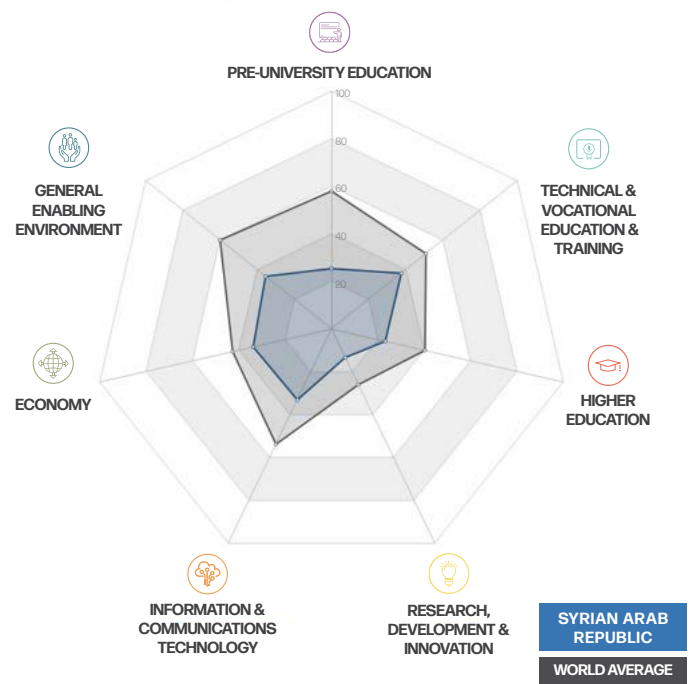 PRE-UNIVERSITY EDUCATION
100
80
60
40
20
GENERAL
ENABLING
ENVIRONMENT
TECHNICAL &
VOCATIONAL
EDUCATION &
TRAINING
ECONOMY
HIGHER
EDUCATION
INFORMATION &
COMMUNICATIONS
TECHNOLOGY
RESEARCH,
DEVELOPMENT &
INNOVATION
SYRIAN ARAB
REPUBLIC
WORLD AVERAGE